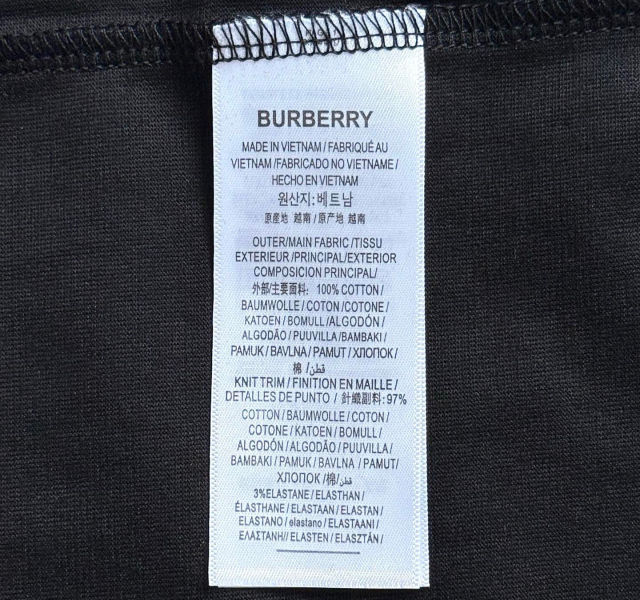 BURBERRY
MADE IN VIETNAM / FABRIQUÉ AU
VIETNAM /FABRICADO NO VIETNAME /
HECHO EN VIETNAM
원산지: 베트남
原産地 越南 / 原产地 越南
OUTER/MAIN FABRIC /TISSU
EXTERIEUR /PRINCIPAL/EXTERIOR
COMPOSICION PRINCIPAL/
外部/主要面料: 100% COTTON /
BAUMWOLLE / COTON /COTONE /
KATOEN / BOMULL /ALGODÓN /
ALGODÃO / PUUVILLA /BAMBAKI /
PAMUK / BAVLNA / PAMUT / ХЛОПОК /
棉 / قطن /
KNIT TRIM / FINITION EN MAILLE /
DETALLES DE PUNTO / 針織副料: 97%
COTTON / BAUMWOLLE / COTON /
COTONE / KATOEN / BOMULL /
ALGODÓN / ALGODÃO / PUUVILLA /
BAMBAKI / PAMUK / BAVLNA / PAMUT/
ХЛОПОК /棉/ قطن /
3%ELASTANE / ELASTHAN /
ÉLASTHANE / ELASTAAN / ELASTAN /
ELASTANO / elastano / ELASTAANI /
ΕΛΑΣΤΑΝΗ// ELASTEN / ELASZTÁN /